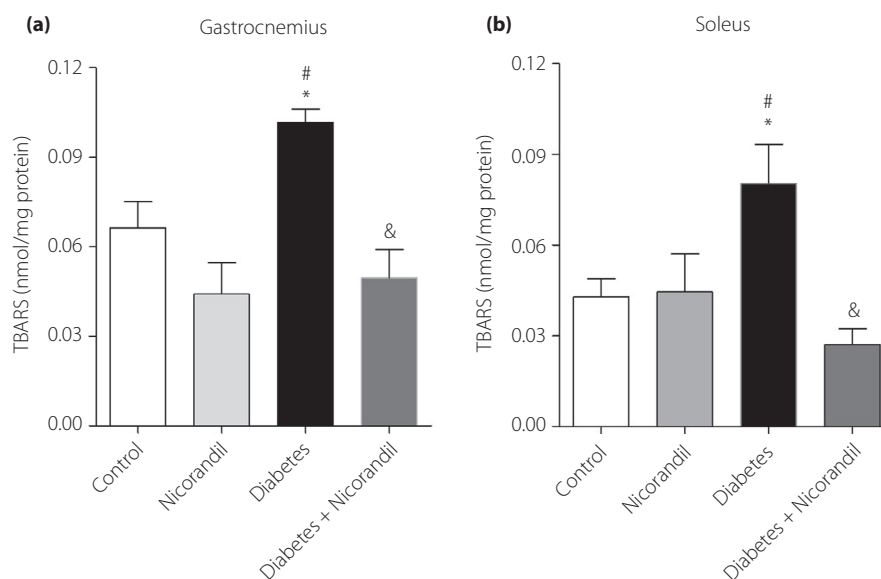 (a)
Gastrocnemius
TBARS (nmol/mg protein)
0.12
0.09
0.06
0.03
0.00
#
*
&
Control
Nicorandil
Diabetes
Diabetes + Nicorandil
(b)
Soleus
TBARS (nmol/mg protein)
0.12
0.09
0.06
0.03
0.00
#
*
&
Control
Nicorandil
Diabetes
Diabetes + Nicorandil